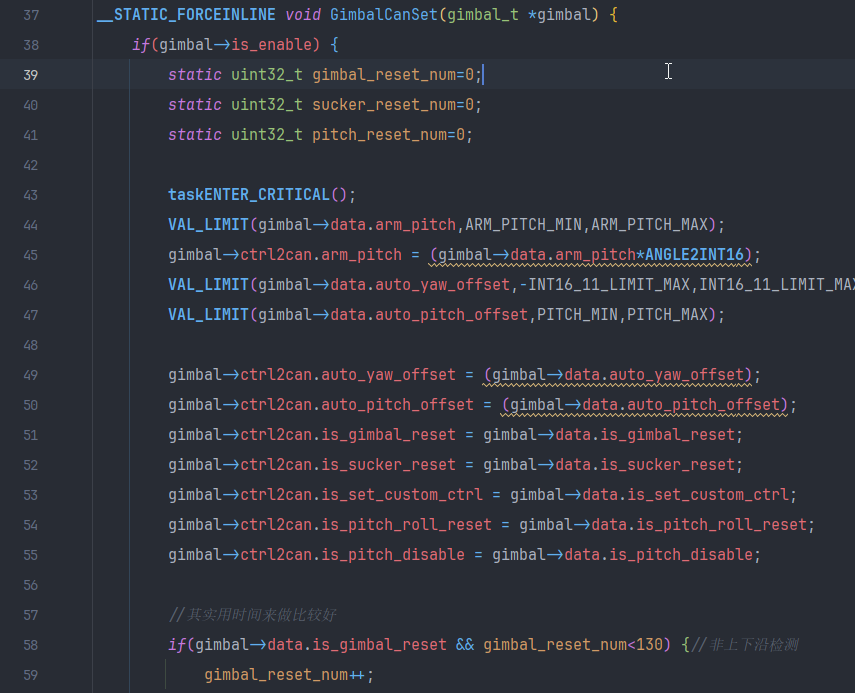 37 __STATIC_FORCEINLINE void GimbalCanSet(gimbal_t *gimbal) {
38 if(gimbal->is_enable) {
39 static uint32_t gimbal_reset_num=0;
40 static uint32_t sucker_reset_num=0;
41 static uint32_t pitch_reset_num=0;
42
43 taskENTER_CRITICAL();
44 VAL_LIMIT(gimbal->data.arm_pitch,ARM_PITCH_MIN,ARM_PITCH_MAX);
45 gimbal->ctrl2can.arm_pitch = (gimbal->data.arm_pitch*ANGLE2INT16);
46 VAL_LIMIT(gimbal->data.auto_yaw_offset,-INT16_11_LIMIT_MAX,INT16_11_LIMIT_MAX
47 VAL_LIMIT(gimbal->data.auto_pitch_offset,PITCH_MIN,PITCH_MAX);
48
49 gimbal->ctrl2can.auto_yaw_offset = (gimbal->data.auto_yaw_offset);
50 gimbal->ctrl2can.auto_pitch_offset = (gimbal->data.auto_pitch_offset);
51 gimbal->ctrl2can.is_gimbal_reset = gimbal->data.is_gimbal_reset;
52 gimbal->ctrl2can.is_sucker_reset = gimbal->data.is_sucker_reset;
53 gimbal->ctrl2can.is_set_custom_ctrl = gimbal->data.is_set_custom_ctrl;
54 gimbal->ctrl2can.is_pitch_roll_reset = gimbal->data.is_pitch_roll_reset;
55 gimbal->ctrl2can.is_pitch_disable = gimbal->data.is_pitch_disable;
56
57 //其实用时间来做比较好
58 if(gimbal->data.is_gimbal_reset && gimbal_reset_num<130) {//非上下沿检测
59 gimbal_reset_num++;